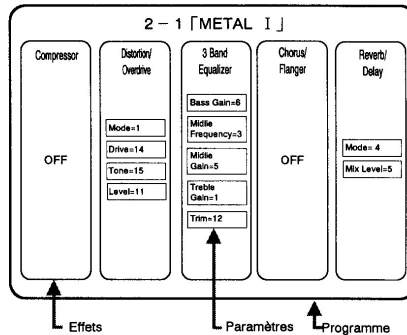 2－1「METAL Ⅰ」
Compressor
OFF
Distortion/
Overdrive
Mode=1
Drive=14
Tone=15
Level=11
3 Band
Equalizer
Bass Gain=6
Midlle
Frequency=3
Midlle
Gain=5
Treble
Gain=1
Trim=12
Chorus/
Flanger
OFF
Reverb/
Delay
Mode= 4
Mix Level=5
Effets
Paramètres
Programme